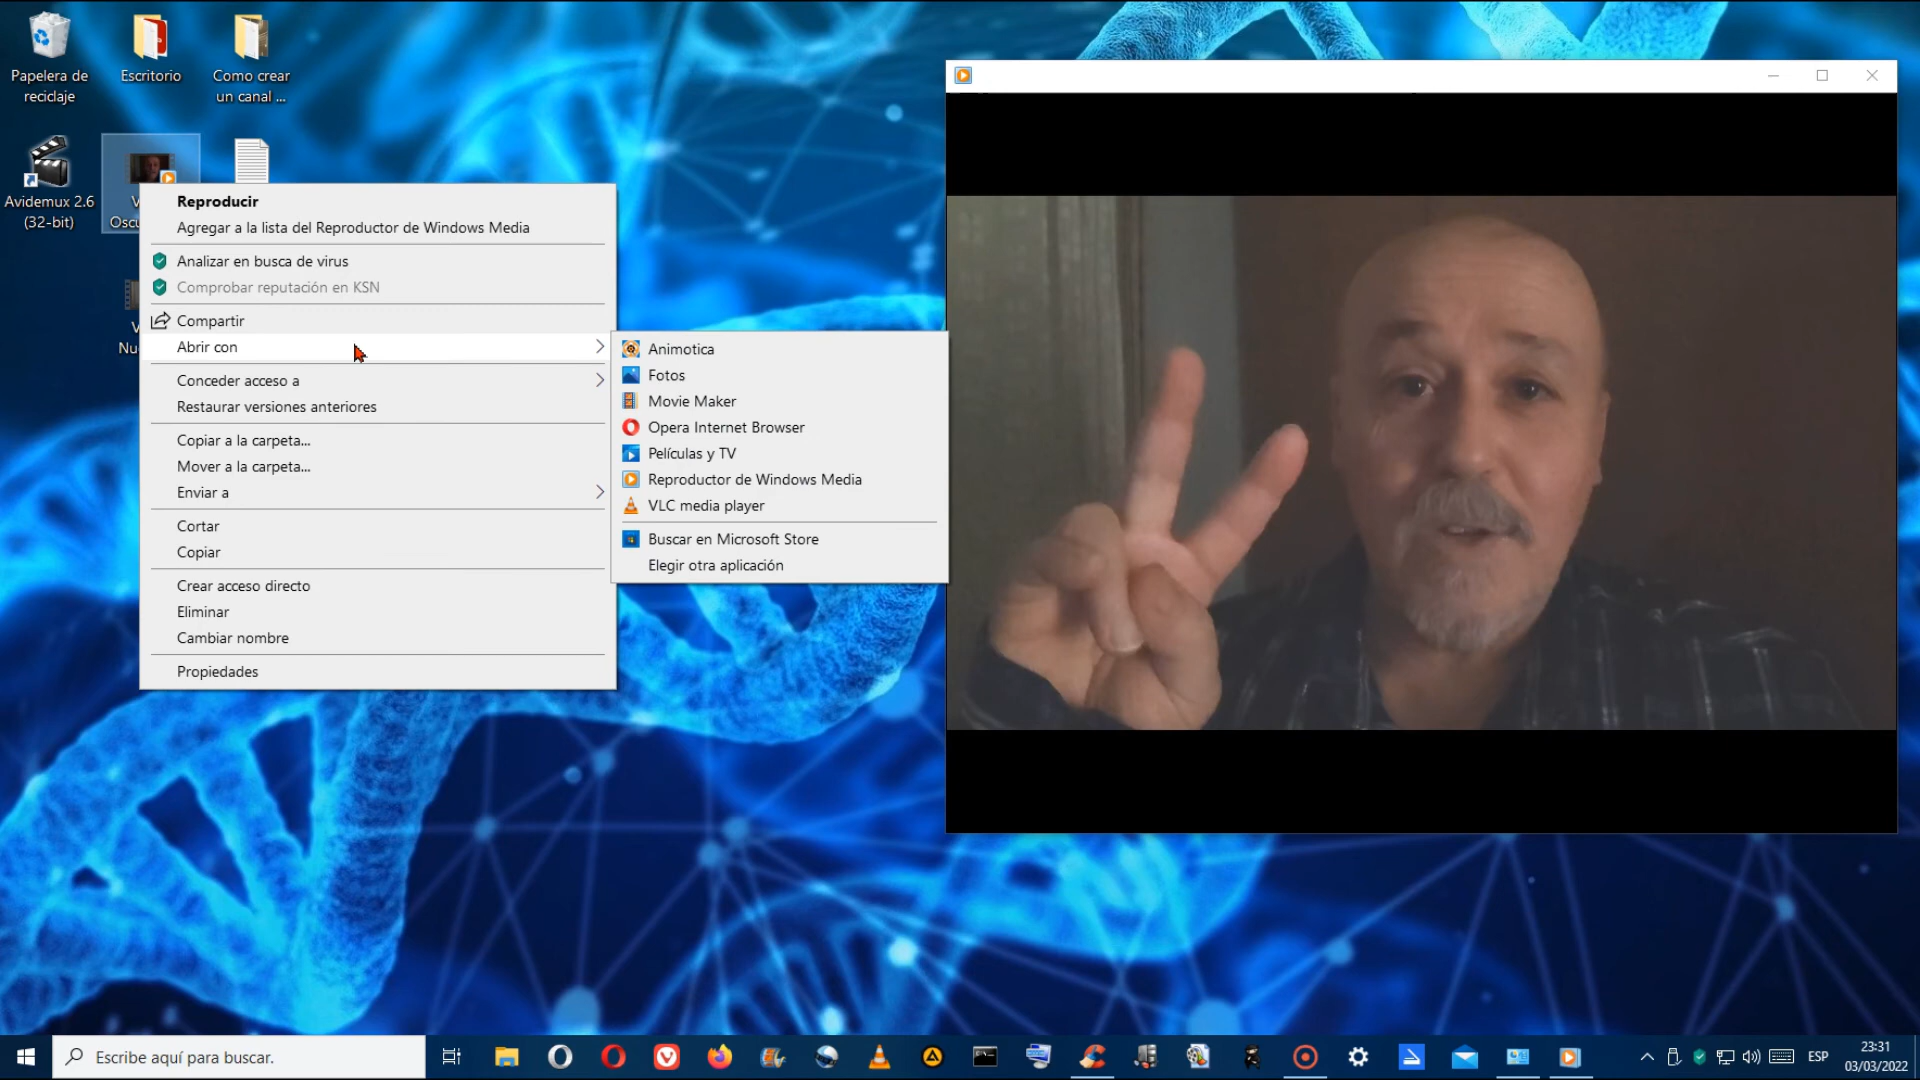 Papelera de
reciclaje
Escritorio
Como crear
un canal ...
Avidemux 2.6
(32-bit)
Reproducir
Agregar a la lista del Reproductor de Windows Media
Analizar en busca de virus
Comprobar reputación en KSN
Compartir
Abrir con
Conceder acceso a
Restaurar versiones anteriores
Copiar a la carpeta...
Mover a la carpeta...
Enviar a
Cortar
Copiar
Crear acceso directo
Eliminar
Cambiar nombre
Propiedades
Animotica
Fotos
Movie Maker
Opera Internet Browser
Películas y TV
Reproductor de Windows Media
VLC media player
Buscar en Microsoft Store
Elegir otra aplicación
Escribe aquí para buscar.
ESP
23:31
03/03/2022